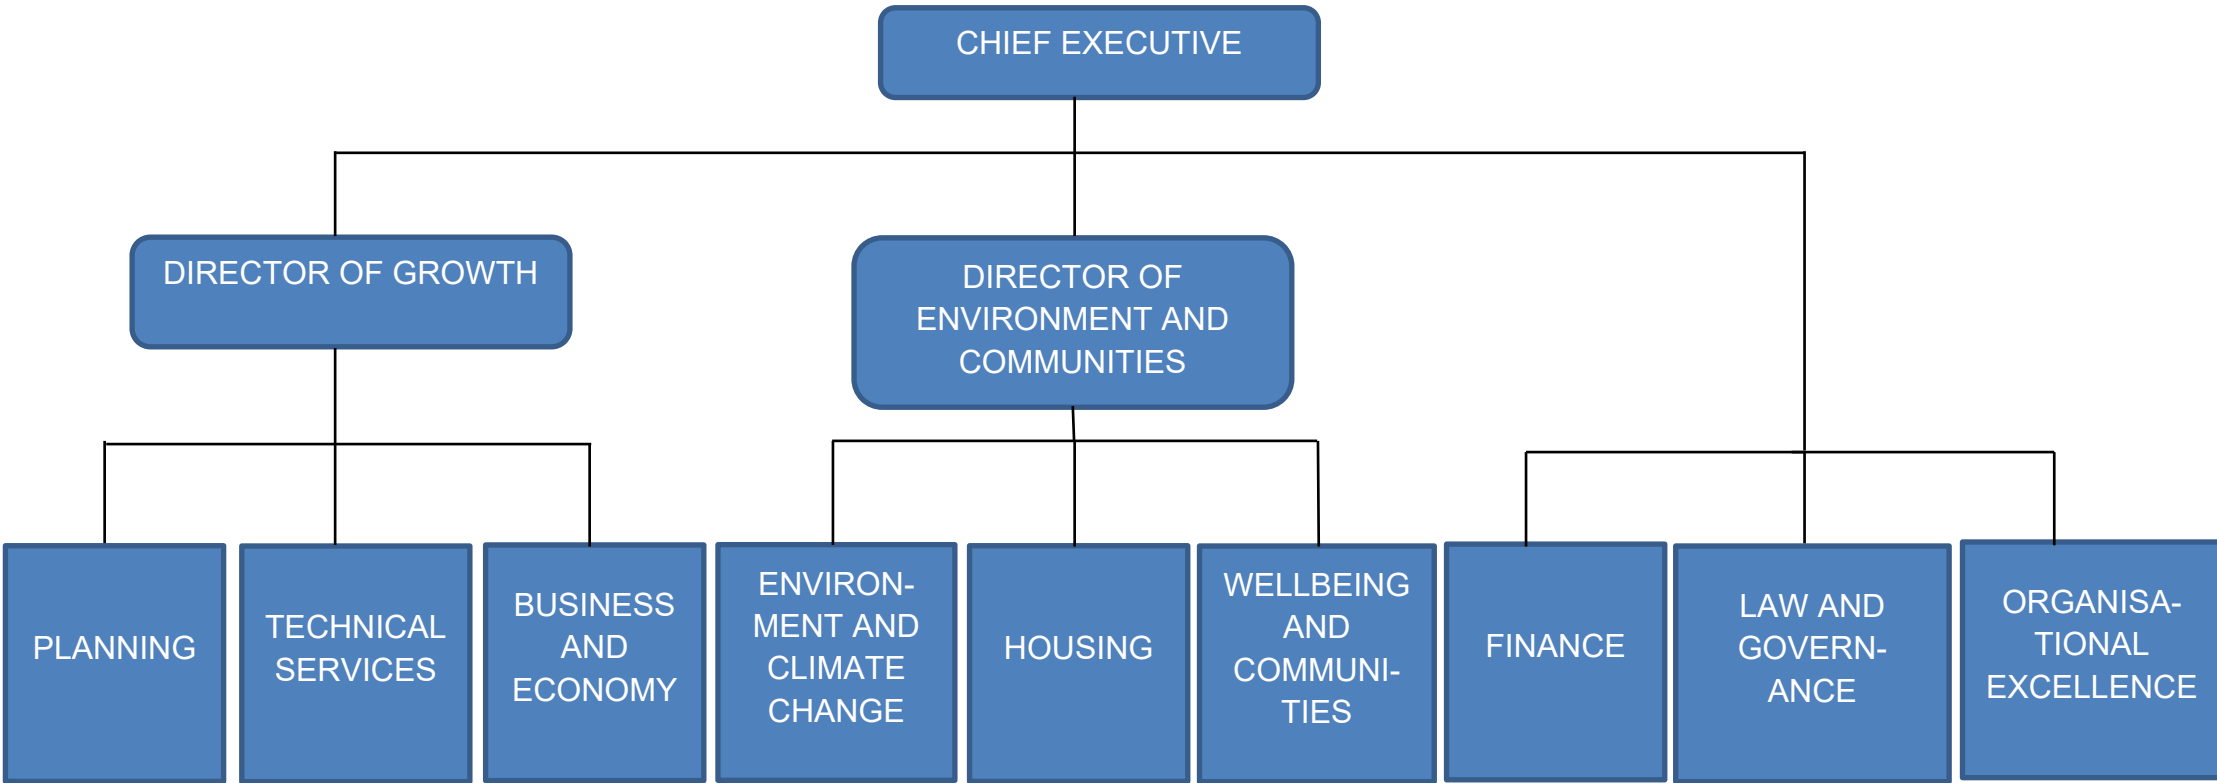 CHIEF EXECUTIVE
DIRECTOR OF GROWTH
DIRECTOR OF
ENVIRONMENT AND
COMMUNITIES
PLANNING
TECHNICAL
SERVICES
BUSINESS
AND
ECONOMY
ENVIRON-
MENT AND
CLIMATE
CHANGE
HOUSING
WELLBEING
AND
COMMUNI-
TIES
FINANCE
LAW AND
GOVERN-
ANCE
ORGANISA-
TIONAL
EXCELLENCE